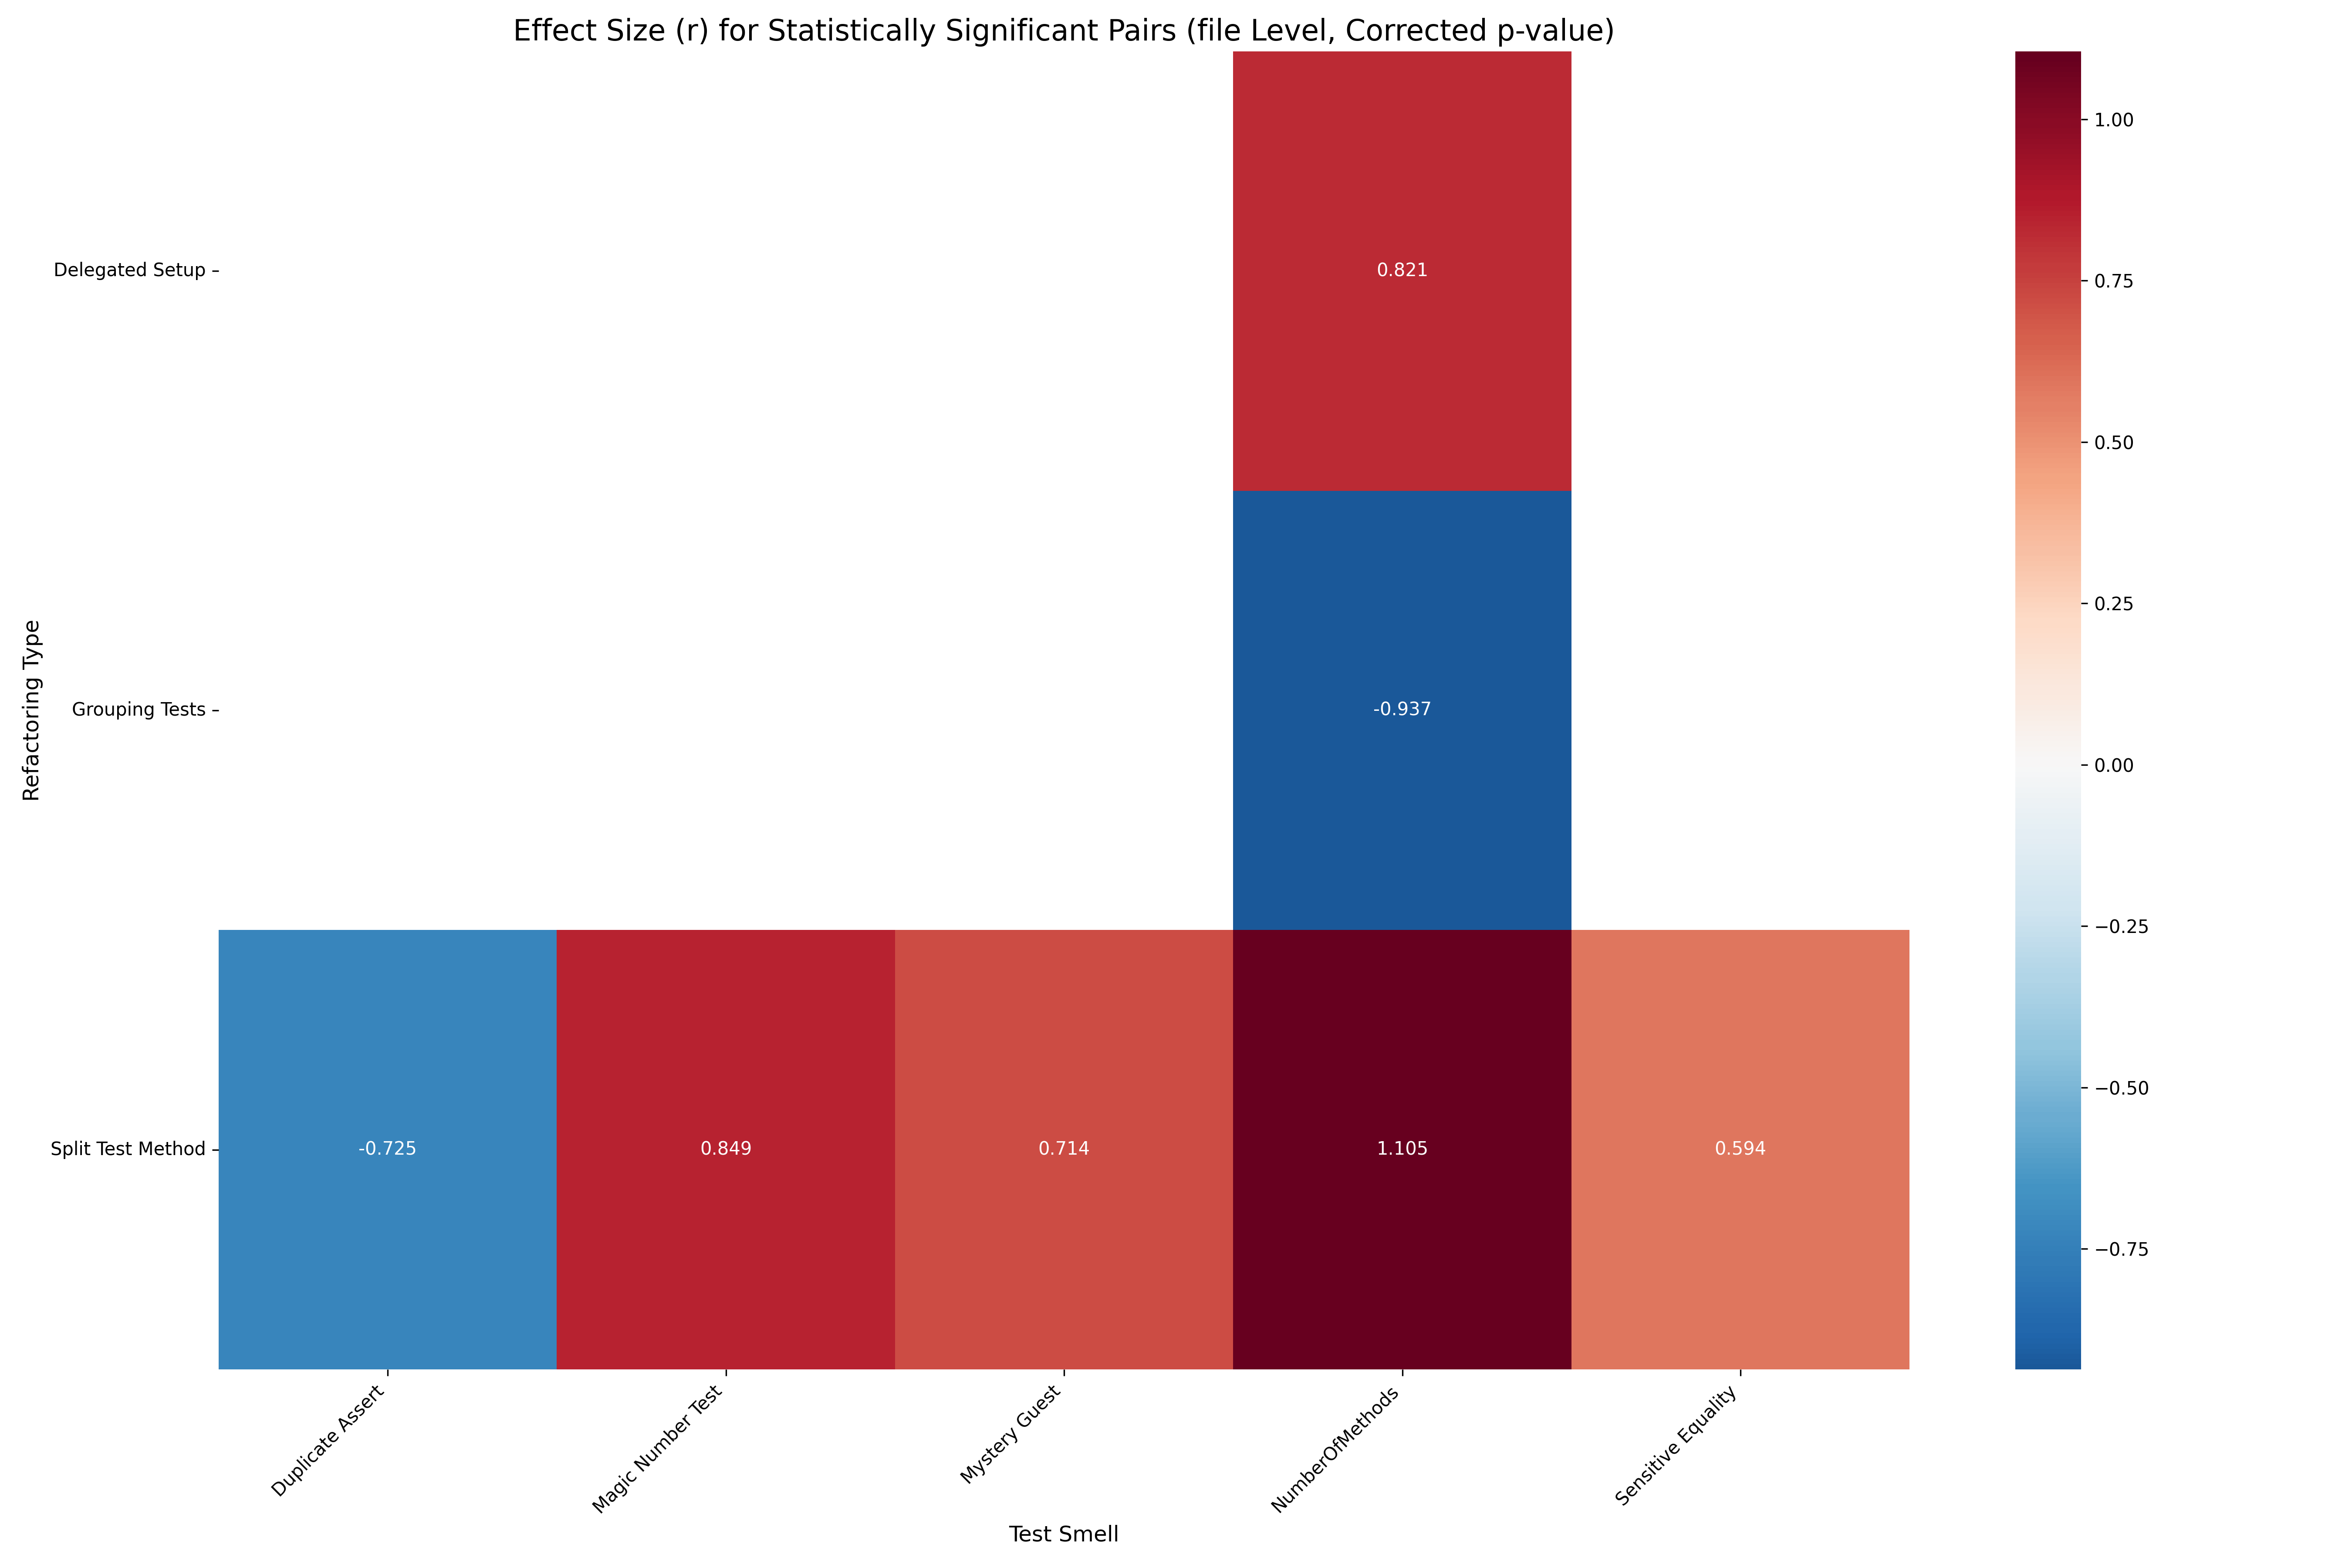 Effect Size (r) for Statistically Significant Pairs (file Level, Corrected p-value)
Refactoring Type
Delegated Setup
0.821
Grouping Tests
-0.937
Split Test Method
-0.725
0.849
0.714
1.105
0.594
Duplicate Assert
Magic Number Test
Mystery Guest
NumberOfMethods
Sensitive Equality
Test Smell
1.00
0.75
0.50
0.25
0.00
−0.25
−0.50
−0.75